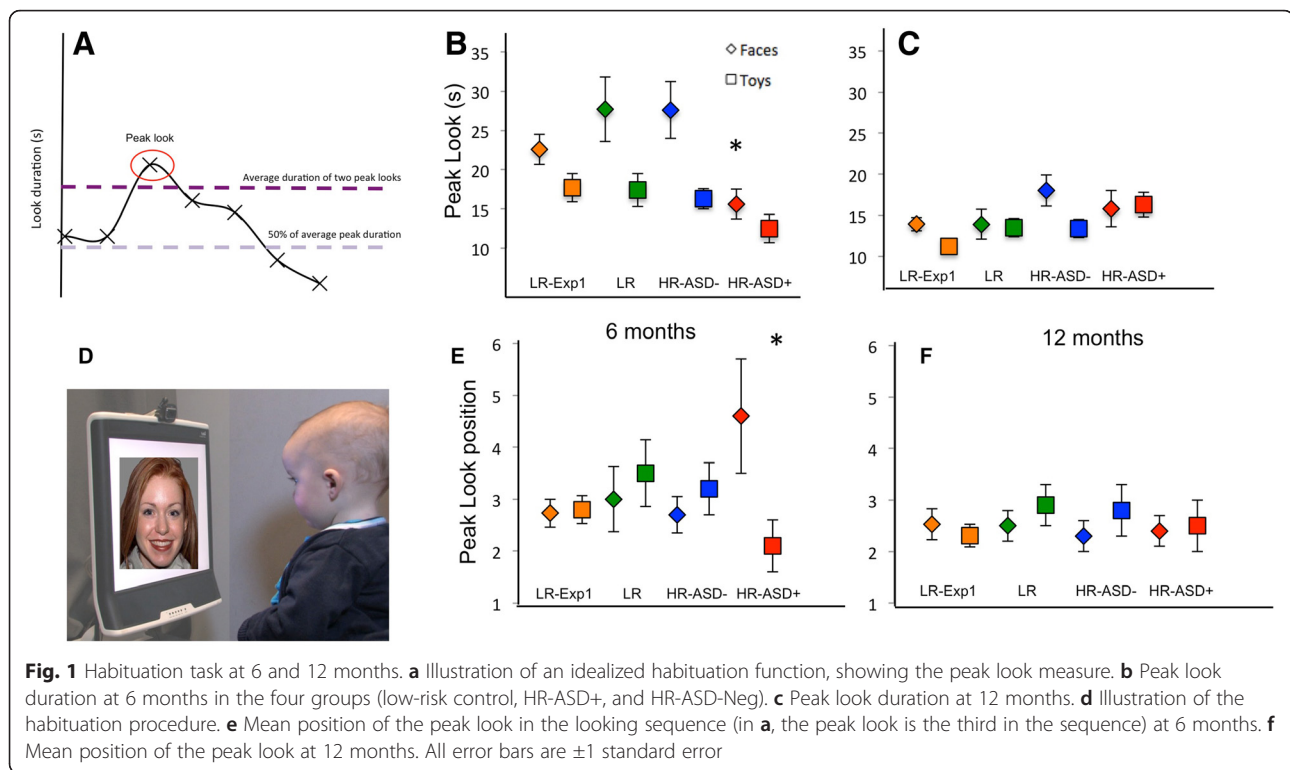 A
Look duration (s)
Peak look
Average duration of two peak looks
50% of average peak duration
B
Peak Look (s)
35
30
25
20
15
10
Faces
Toys
*
LR-Exp1 LR HR-ASD- HR-ASD+
C
35
30
25
20
15
10
LR-Exp1 LR HR-ASD- HR-ASD+
D
E
6 months
Peak Look position
6
5
4
3
2
1
*
LR-Exp1 LR HR-ASD- HR-ASD+
12 months
F
6
5
4
3
2
1
LR-Exp1 LR HR-ASD- HR-ASD+
Fig. 1 Habituation task at 6 and 12 months. a Illustration of an idealized habituation function, showing the peak look measure. b Peak look
duration at 6 months in the four groups (low-risk control, HR-ASD+, and HR-ASD-Neg). c Peak look duration at 12 months. d Illustration of the
habituation procedure. e Mean position of the peak look in the looking sequence (in a, the peak look is the third in the sequence) at 6 months. f
Mean position of the peak look at 12 months. All error bars are ±1 standard error